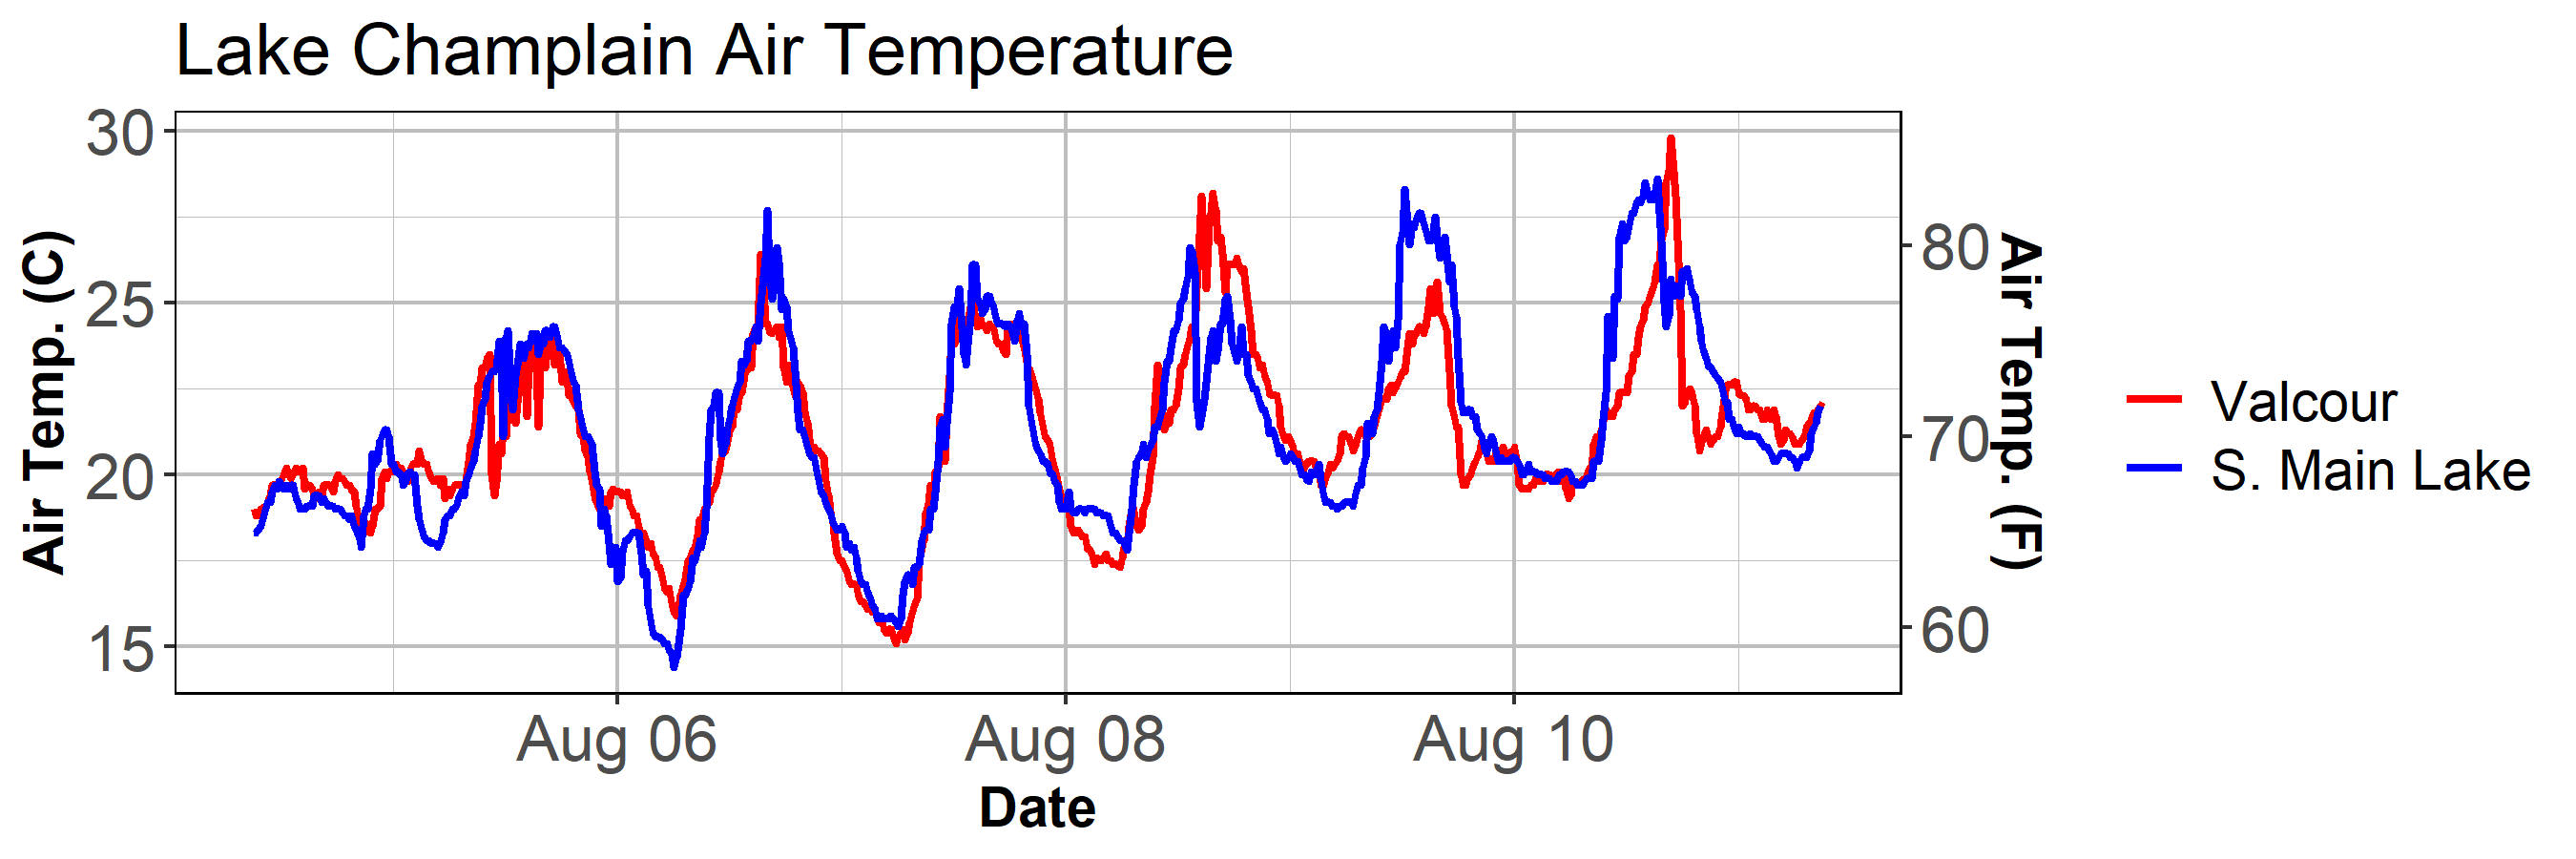 Lake Champlain Air Temperature
Air Temp. (C)
30
25
20
15
80
70
60
Air Temp. (F)
Aug 06
Aug 08
Aug 10
Date
Valcour
S. Main Lake